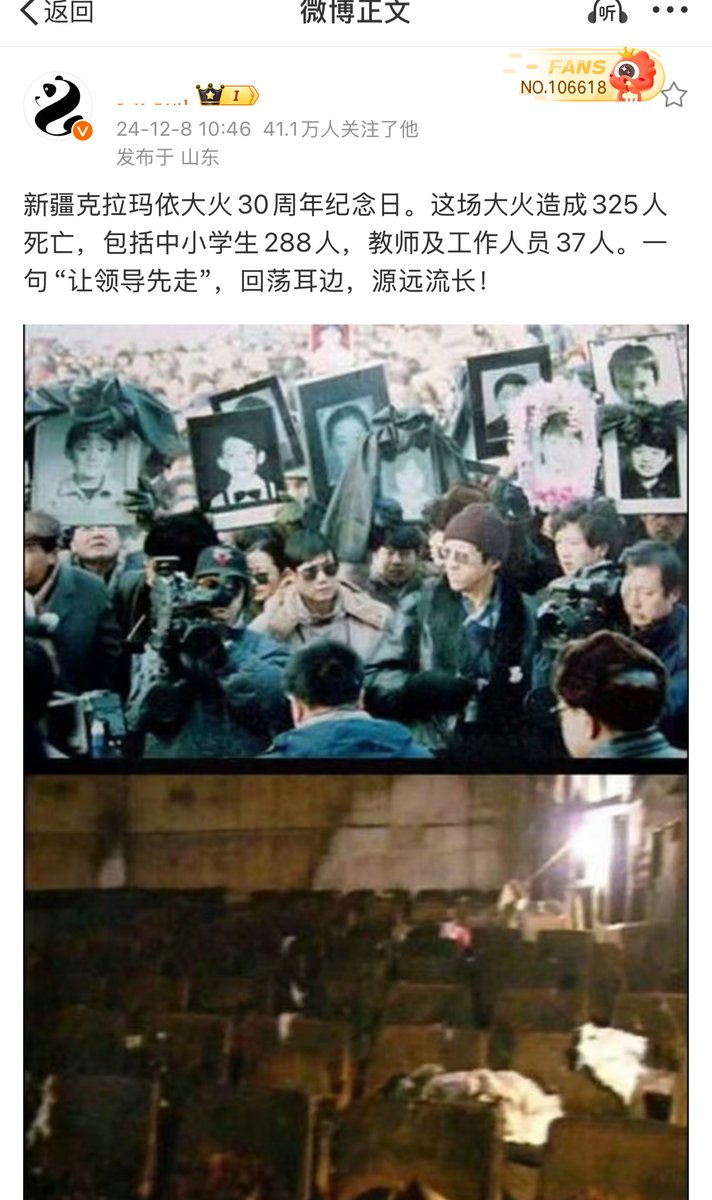 返回
微博正文
听
FANS
NO.106618
I
24-12-8 10:46 41.1万人关注了他
发布于 山东
新疆克拉玛依大火30周年纪念日。这场大火造成325人
死亡，包括中小学生288人，教师及工作人员37人。一
句“让领导先走”，回荡耳边，源远流长！